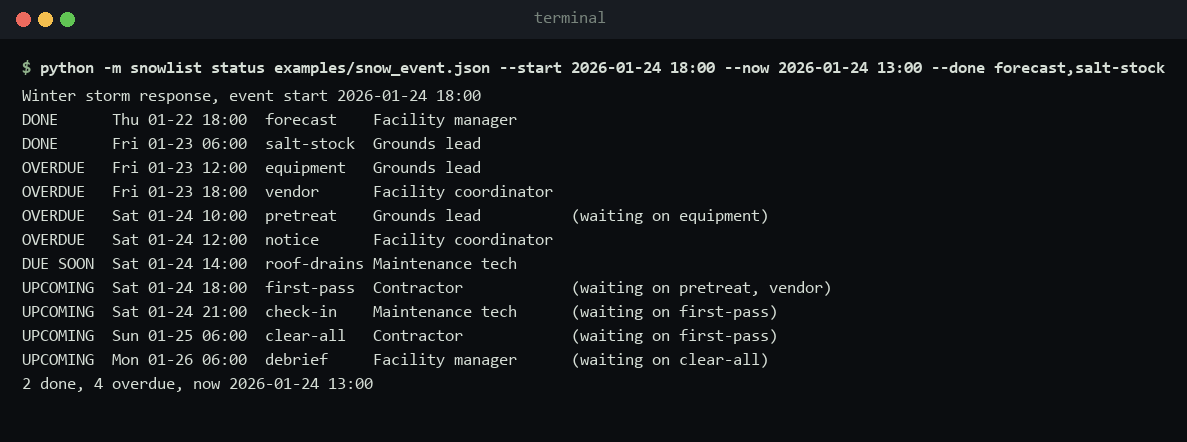 terminal
$ python -m snowlist status examples/snow_event.json --start 2026-01-24 18:00 --now 2026-01-24 13:00 --done forecast,salt-stock
Winter storm response, event start 2026-01-24 18:00
DONE      Thu 01-22 18:00  forecast    Facility manager
DONE      Fri 01-23 06:00  salt-stock  Grounds lead
OVERDUE   Fri 01-23 12:00  equipment   Grounds lead
OVERDUE   Fri 01-23 18:00  vendor      Facility coordinator
OVERDUE   Sat 01-24 10:00  pretreat    Grounds lead          (waiting on equipment)
OVERDUE   Sat 01-24 12:00  notice      Facility coordinator
DUE SOON  Sat 01-24 14:00  roof-drains Maintenance tech
UPCOMING  Sat 01-24 18:00  first-pass  Contractor            (waiting on pretreat, vendor)
UPCOMING  Sat 01-24 21:00  check-in    Maintenance tech      (waiting on first-pass)
UPCOMING  Sun 01-25 06:00  clear-all   Contractor            (waiting on first-pass)
UPCOMING  Mon 01-26 06:00  debrief     Facility manager      (waiting on clear-all)
2 done, 4 overdue, now 2026-01-24 13:00